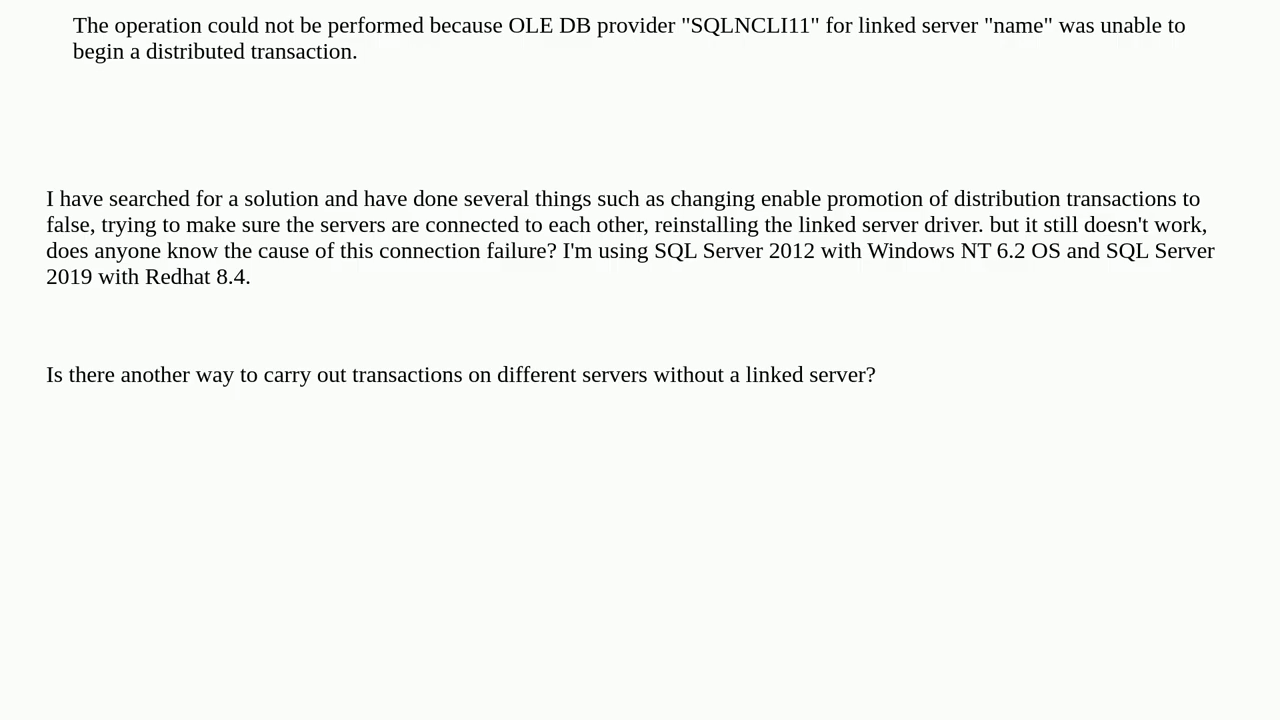 The operation could not be performed because OLE DB provider "SQLNCLI11" for linked server "name" was unable to
begin a distributed transaction.
I have searched for a solution and have done several things such as changing enable promotion of distribution transactions to
false, trying to make sure the servers are connected to each other, reinstalling the linked server driver. but it still doesn't work,
does anyone know the cause of this connection failure? I'm using SQL Server 2012 with Windows NT 6.2 OS and SQL Server
2019 with Redhat 8.4.
Is there another way to carry out transactions on different servers without a linked server?